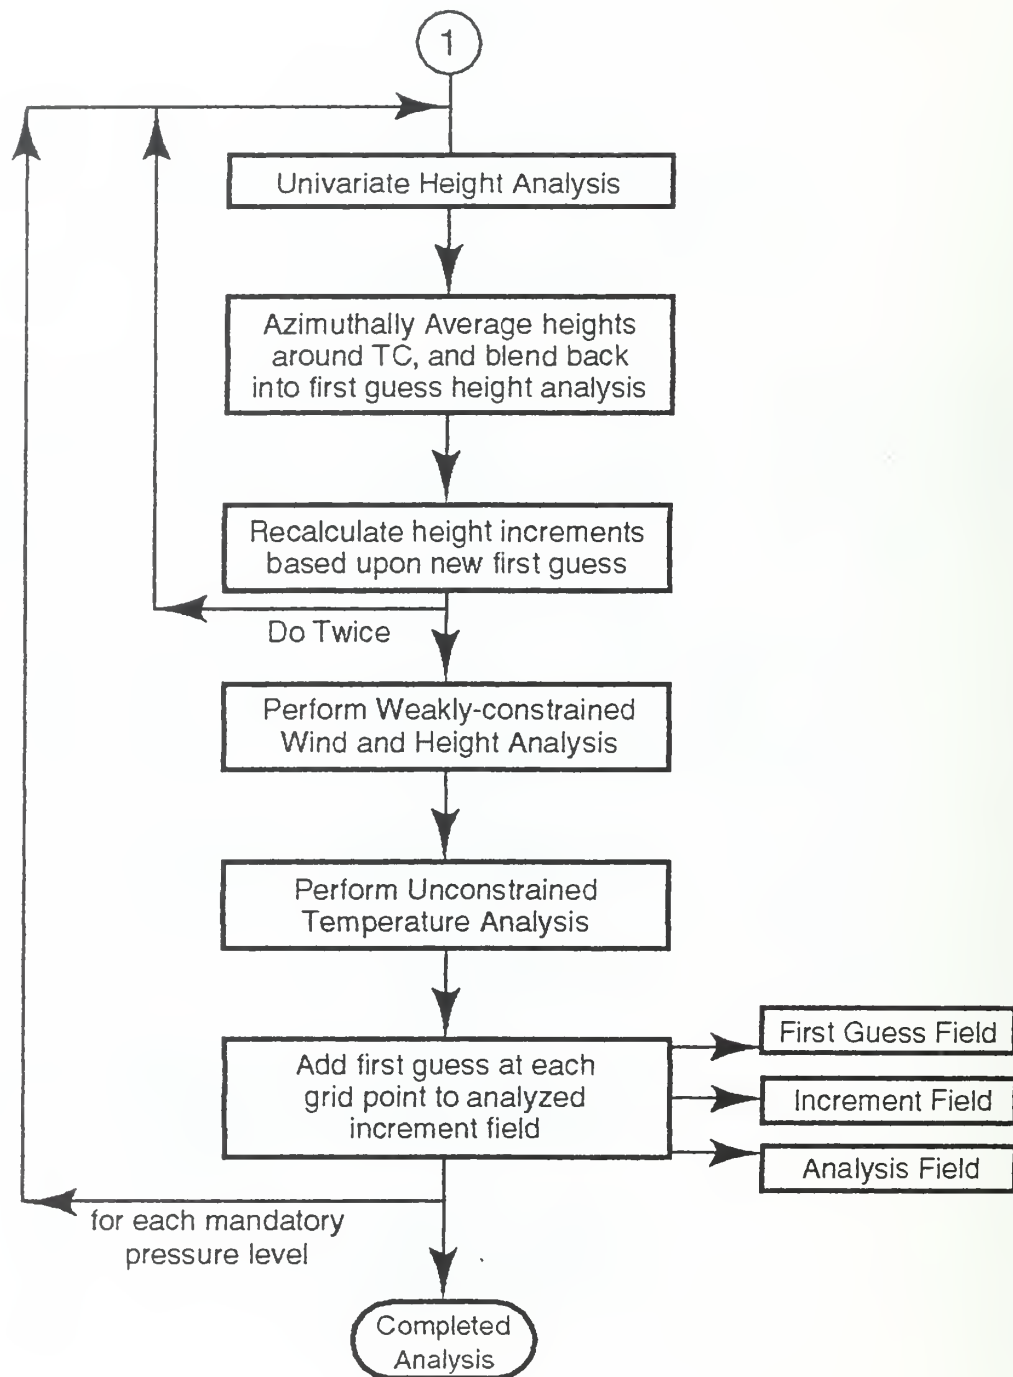 1
Univariate Height Analysis
Azimuthally Average heights
around TC, and blend back
into first guess height analysis
Recalculate height increments
based upon new first guess
Do Twice
Perform Weakly-constrained
Wind and Height Analysis
Perform Unconstrained
Temperature Analysis
Add first guess at each
grid point to analyzed
increment field
First Guess Field
Increment Field
Analysis Field
for each mandatory
pressure level
Completed
Analysis